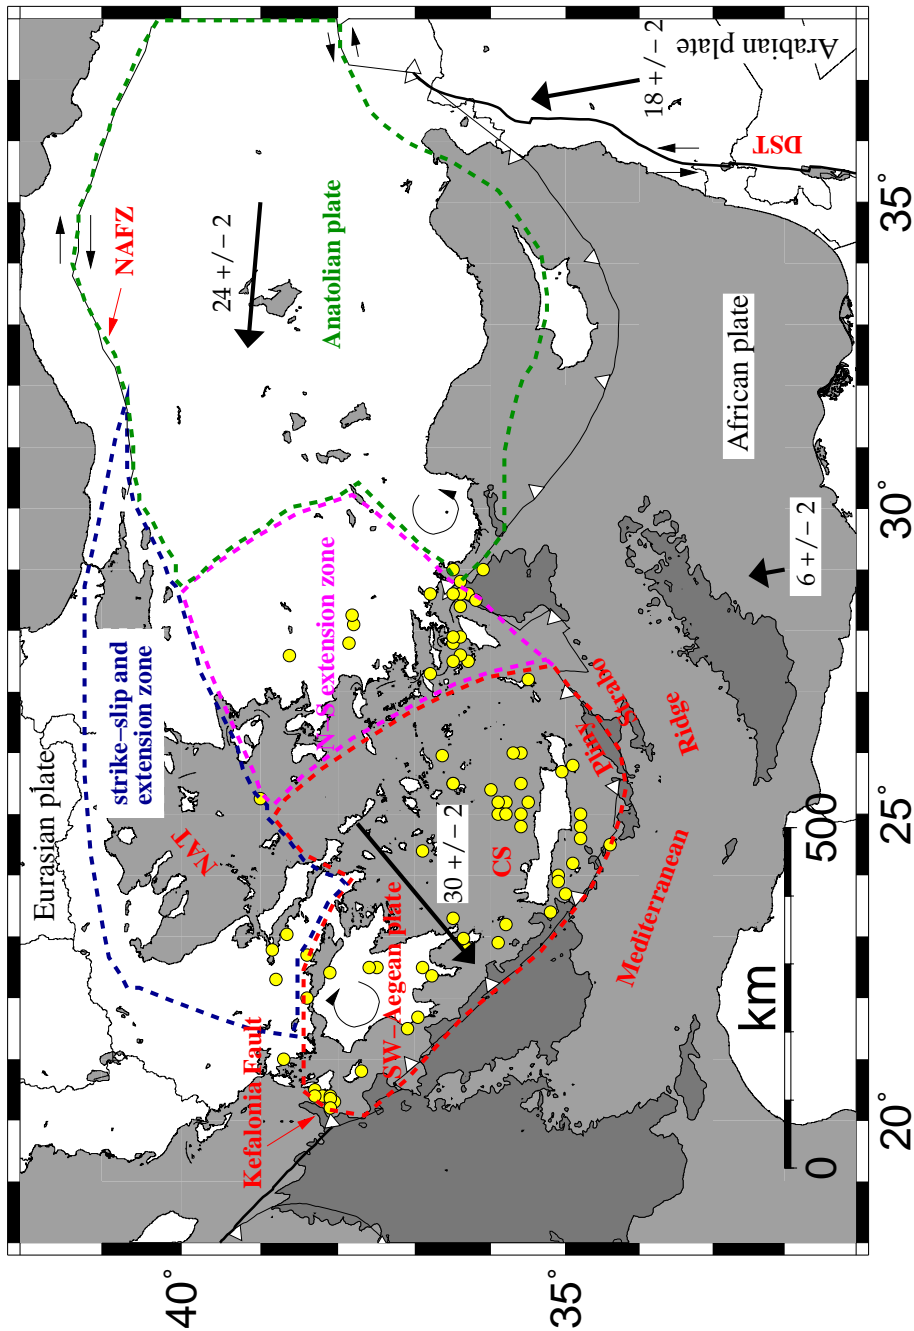 Eurasian plate
strike–slip and
extension zone
NAFZ
NAT
24 +/− 2
Anatolian plate
N−S extension zone
Kefalonia Fault
SW−Aegean plate
30 +/− 2
CS
Pliny
Strabo
Mediterranean
Ridge
African plate
6 +/− 2
18 +/− 2
Arabian plate
DST
km
0
500
40°
35°
20°
25°
30°
35°